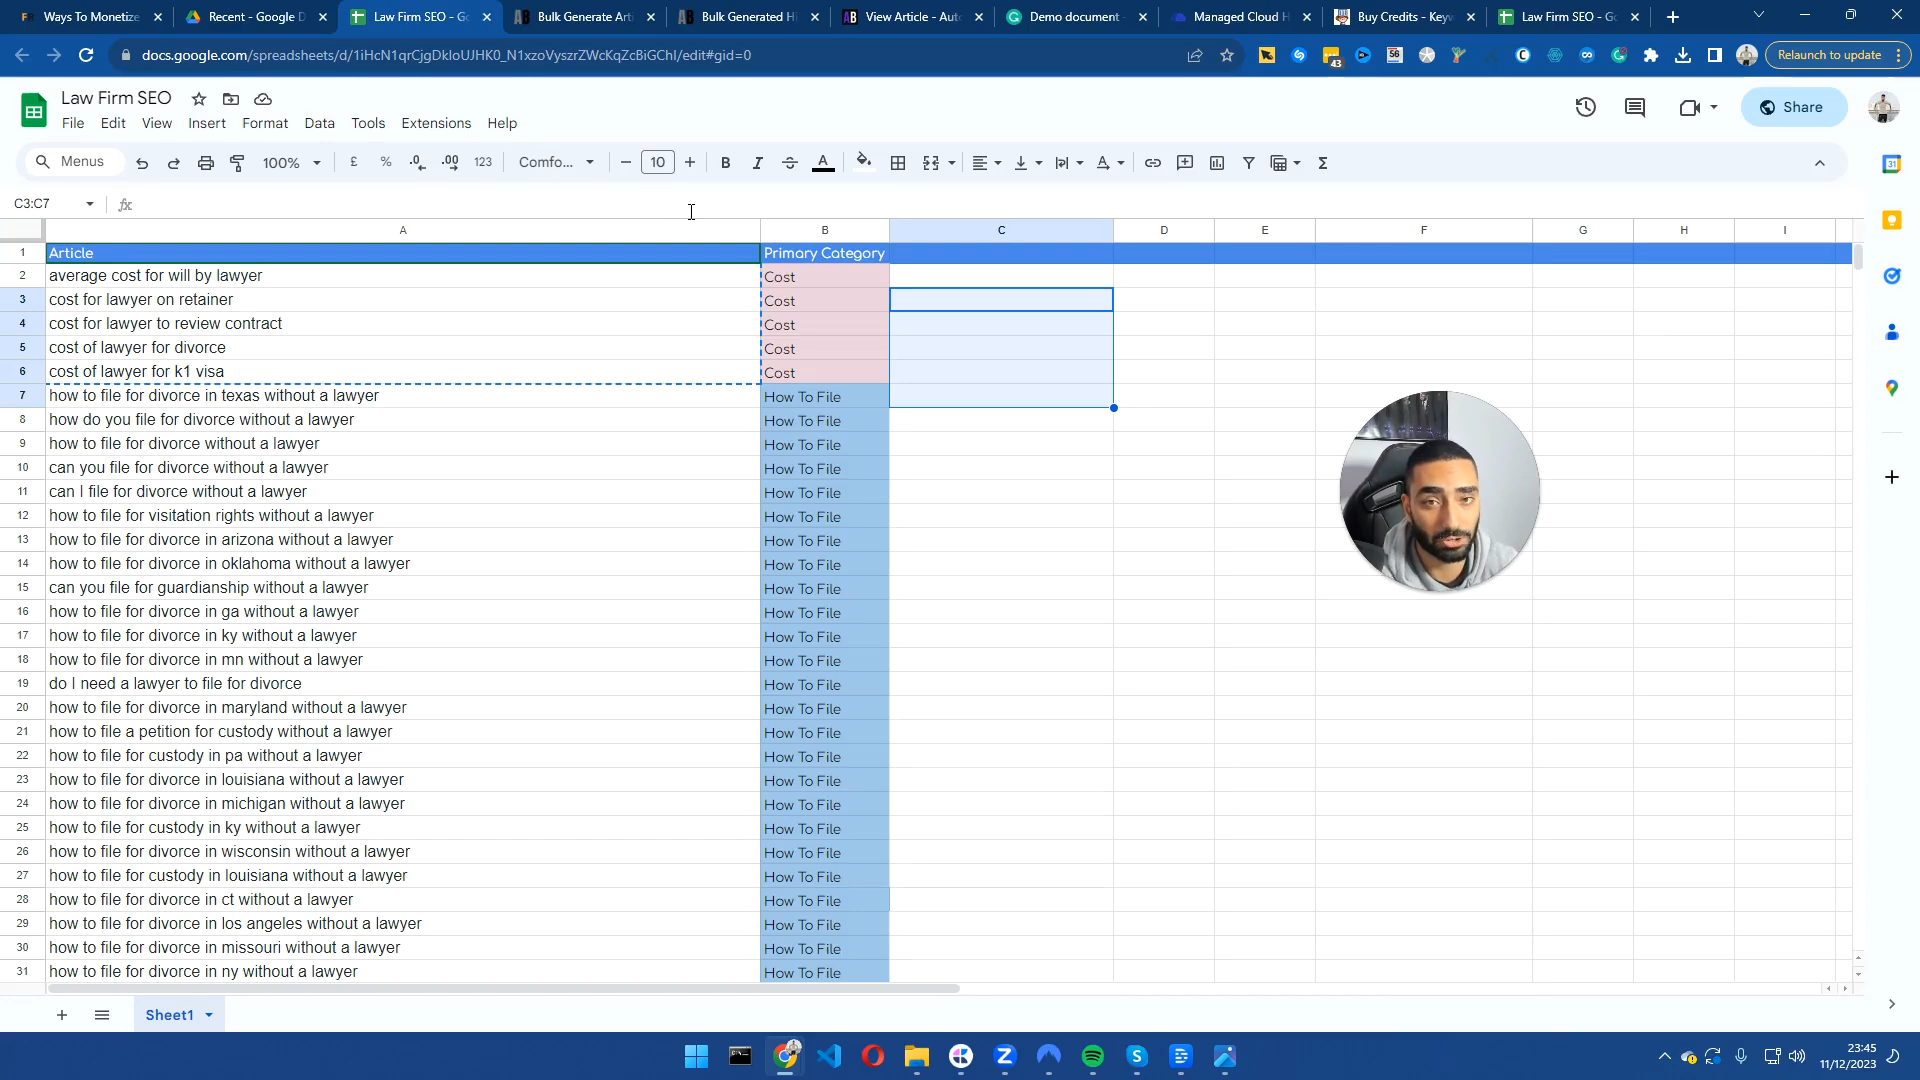 Ways To Monetize
Recent - Google D
Law Firm SEO - Go
Bulk Generate Arti
Bulk Generated Hi
View Article - Auto
Demo document -
Managed Cloud H
Buy Credits - Keyw
Law Firm SEO - Go
docs.google.com/spreadsheets/d/1iHcN1qrCjgDkIoUJHK0_N1xzoVyszrZWcKqZcBiGChI/edit#gid=0
43
56
Relaunch to update
Law Firm SEO
File Edit View Insert Format Data Tools Extensions Help
Share
Menus
100%
£ % .0 .00 123
Comfo...
10
B I A
31
C3:C7
fx
A B C D E F G H I
1 Article Primary Category
2 average cost for will by lawyer Cost
3 cost for lawyer on retainer Cost
4 cost for lawyer to review contract Cost
5 cost of lawyer for divorce Cost
6 cost of lawyer for k1 visa Cost
7 how to file for divorce in texas without a lawyer How To File
8 how do you file for divorce without a lawyer How To File
9 how to file for divorce without a lawyer How To File
10 can you file for divorce without a lawyer How To File
11 can I file for divorce without a lawyer How To File
12 how to file for visitation rights without a lawyer How To File
13 how to file for divorce in arizona without a lawyer How To File
14 how to file for divorce in oklahoma without a lawyer How To File
15 can you file for guardianship without a lawyer How To File
16 how to file for divorce in ga without a lawyer How To File
17 how to file for divorce in ky without a lawyer How To File
18 how to file for divorce in mn without a lawyer How To File
19 do I need a lawyer to file for divorce How To File
20 how to file for divorce in maryland without a lawyer How To File
21 how to file a petition for custody without a lawyer How To File
22 how to file for custody in pa without a lawyer How To File
23 how to file for divorce in louisiana without a lawyer How To File
24 how to file for divorce in michigan without a lawyer How To File
25 how to file for custody in ky without a lawyer How To File
26 how to file for divorce in wisconsin without a lawyer How To File
27 how to file for custody in louisiana without a lawyer How To File
28 how to file for divorce in ct without a lawyer How To File
29 how to file for divorce in los angeles without a lawyer How To File
30 how to file for divorce in missouri without a lawyer How To File
31 how to file for divorce in ny without a lawyer How To File
Sheet1
23:45
11/12/2023